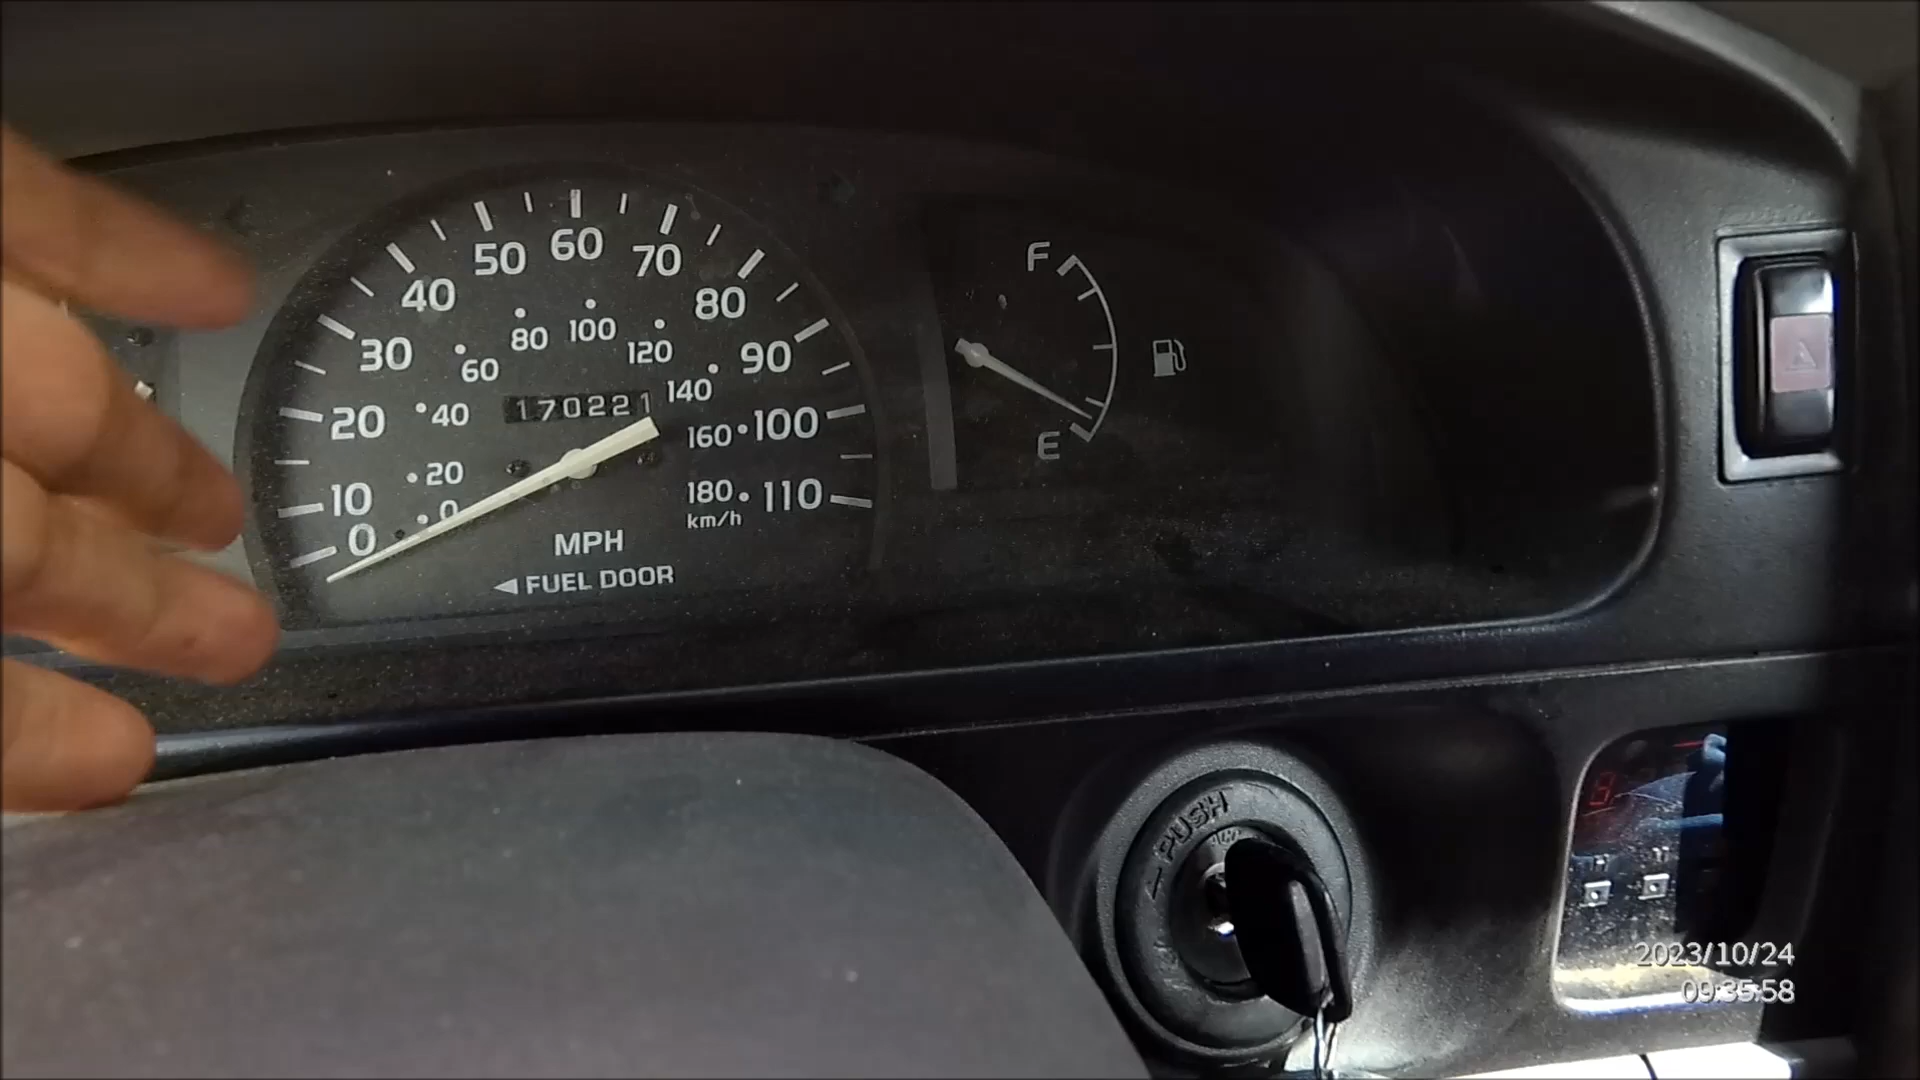 50 60 70
40 80
30 90
80 100 120
60 140
20 40 170221 160 100
10 20 180 110
0 0 km/h
MPH
FUEL DOOR
F
E
PUSH
ACC
H M
2023/10/24
09:35:58